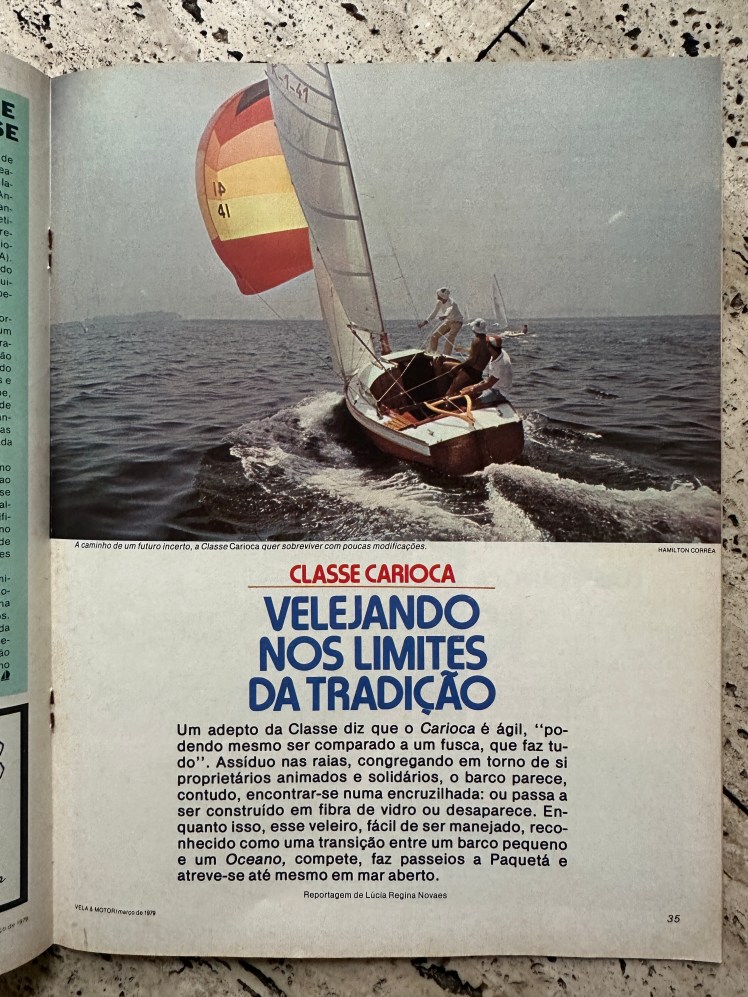 K-1-41
41
41
A caminho de um futuro incerto, a Classe Carioca quer sobreviver com poucas modificações.
HAMILTON CORRÊA
CLASSE CARIOCA
VELEJANDO
NOS LIMITES
DA TRADIÇÃO
Um adepto da Classe diz que o Carioca é ágil, “po-
dendo mesmo ser comparado a um fusca, que faz tu-
do”. Assíduo nas raias, congregando em torno de si
proprietários animados e solidários, o barco parece,
contudo, encontrar-se numa encruzilhada: ou passa a
ser construído em fibra de vidro ou desaparece. En-
quanto isso, esse veleiro, fácil de ser manejado, reco-
nhecido como uma transição entre um barco pequeno
e um Oceano, compete, faz passeios a Paquetá e
atreve-se até mesmo em mar aberto.
Reportagem de Lúcia Regina Novaes
VELA & MOTOR/março de 1979
35